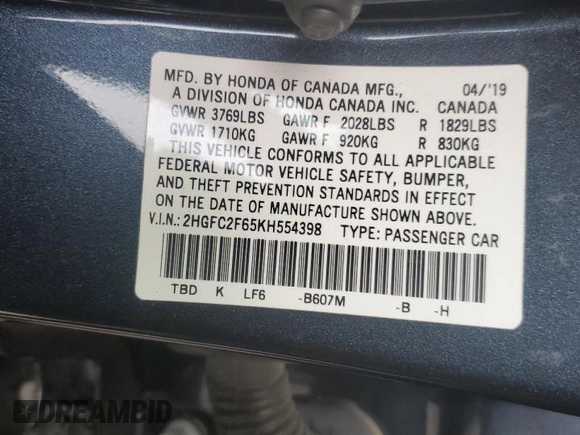 MFD. BY HONDA OF CANADA MFG., 04/'19
A DIVISION OF HONDA CANADA INC. CANADA
GVWR 3769LBS GAWR F 2028LBS R 1829LBS
GVWR 1710KG GAWR F 920KG R 830KG
THIS VEHICLE CONFORMS TO ALL APPLICABLE
FEDERAL MOTOR VEHICLE SAFETY, BUMPER,
AND THEFT PREVENTION STANDARDS IN EFFECT
ON THE DATE OF MANUFACTURE SHOWN ABOVE.
V.I.N.: 2HGFC2F65KH554398 TYPE: PASSENGER CAR
TBD K LF6 -B607M -B -H
DREAMBID